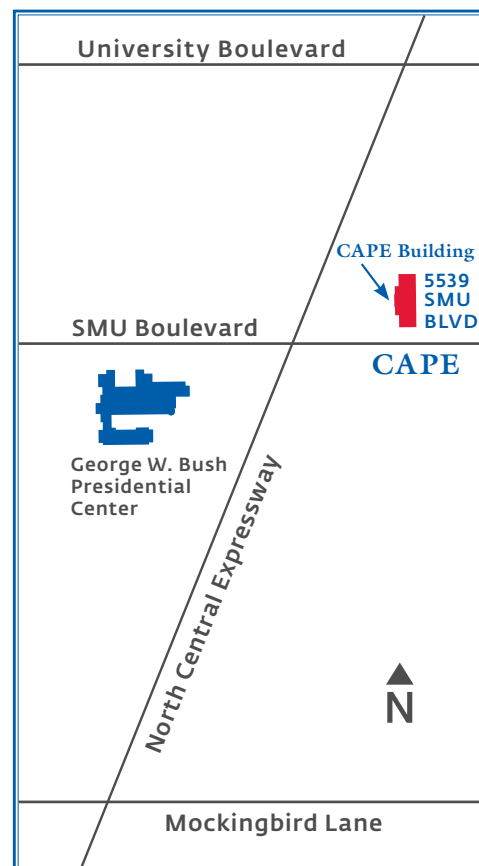 University Boulevard
CAPE Building
5539
SMU
BLVD
SMU Boulevard
CAPE
George W. Bush
Presidential
Center
North Central Expressway
N
Mockingbird Lane